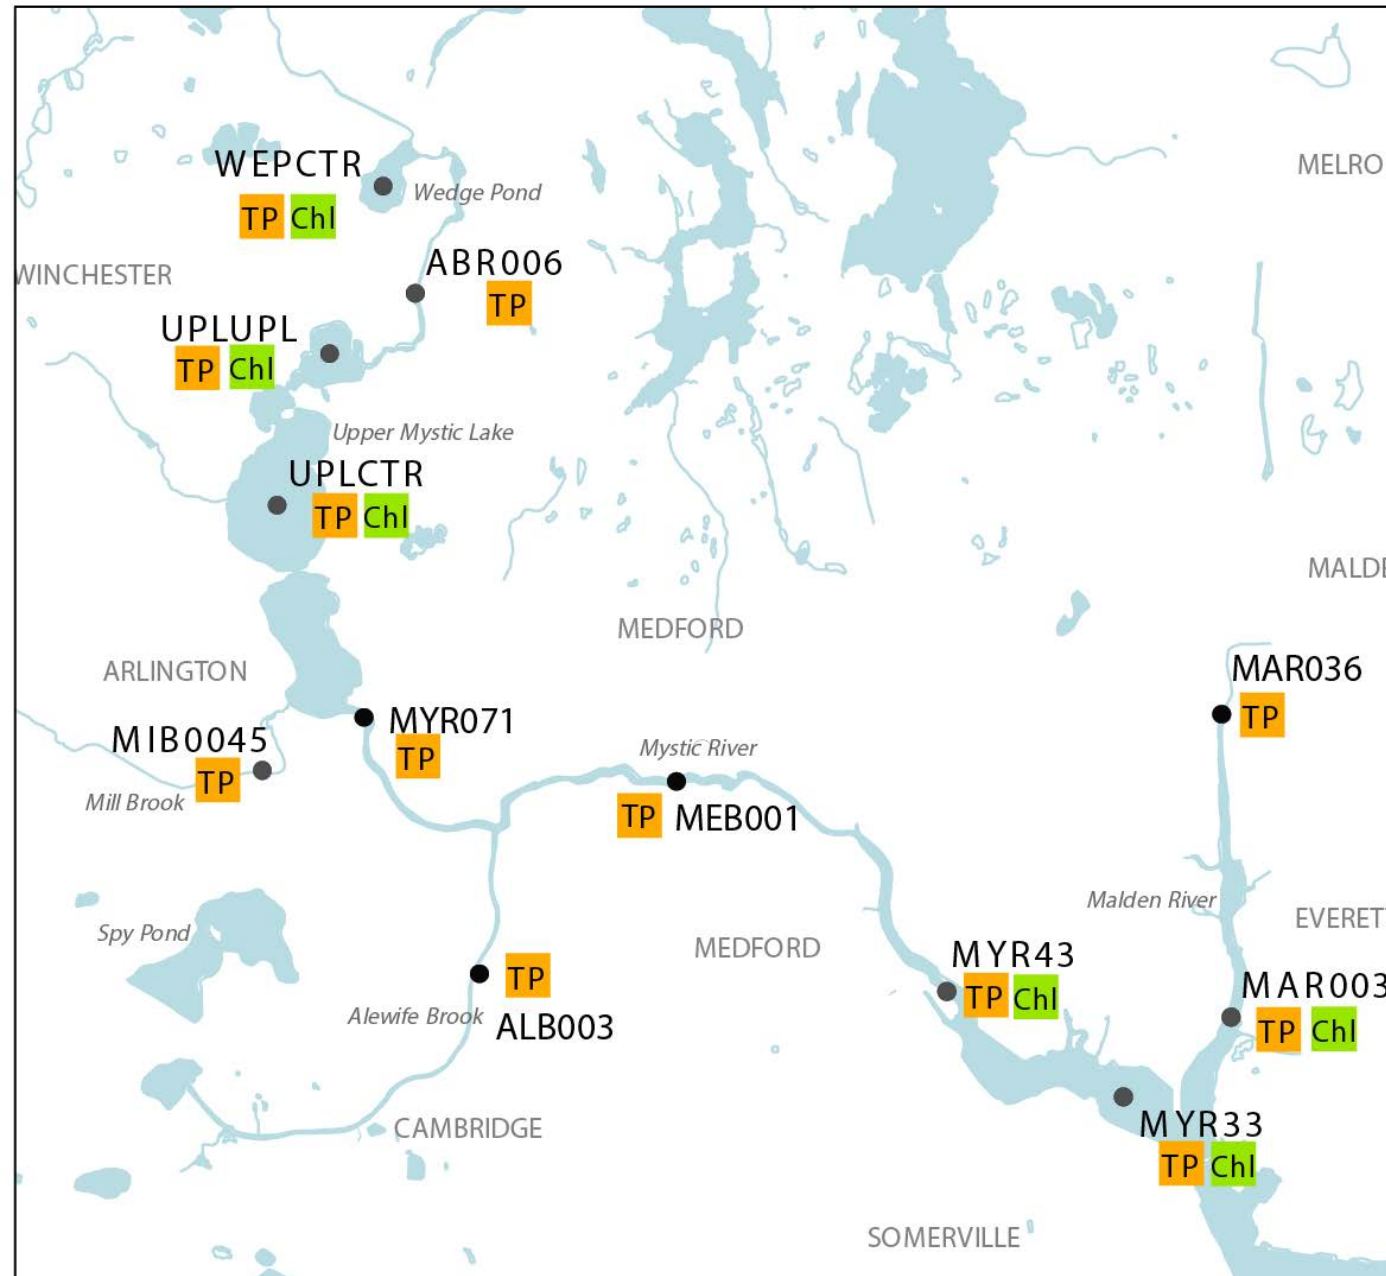 MELRO
WEPCTR
Wedge Pond
TP Chl
ABR006
WINCHESTER
TP
UPLUPL
TP Chl
Upper Mystic Lake
UPLCTR
TP Chl
MALDE
MEDFORD
ARLINGTON
MAR036
TP
MYR071
MIB0045
Mystic River
TP
TP
Mill Brook
TP MEB001
Malden River
EVERET
Spy Pond
MEDFORD
MYR43
TP
TP Chl
MAR003
Alewife Brook
ALB003
TP Chl
CAMBRIDGE
MYR33
TP Chl
SOMERVILLE